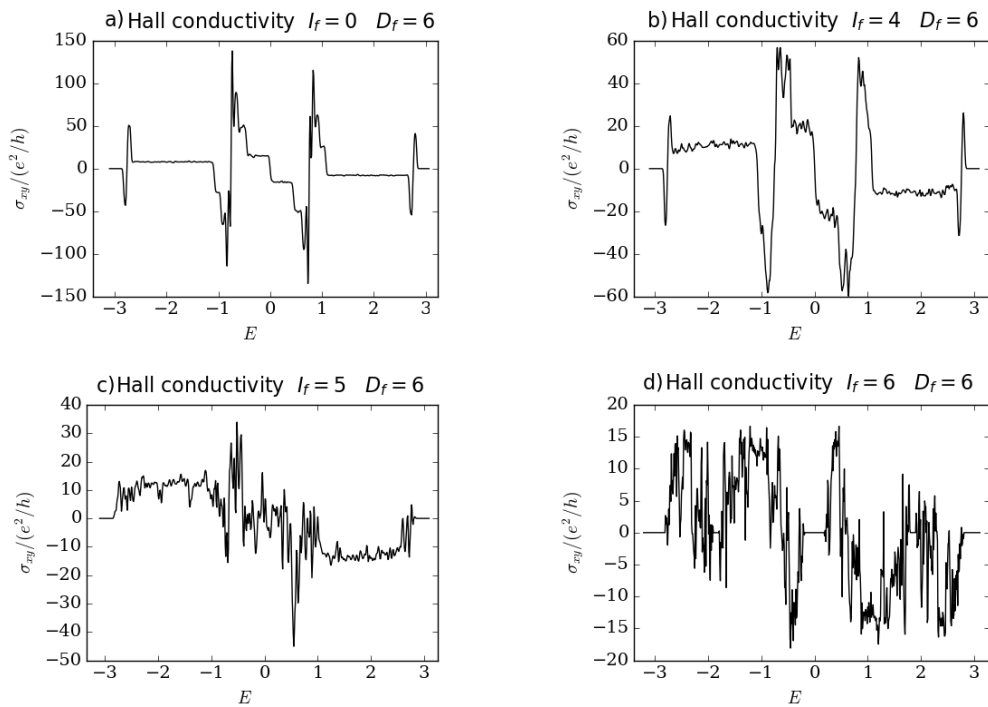 a) Hall conductivity I_f = 0 D_f = 6
150
100
50
0
−50
−100
−150
σ_xy/(e²/h)
−3 −2 −1 0 1 2 3
E
b) Hall conductivity I_f = 4 D_f = 6
60
40
20
0
−20
−40
−60
σ_xy/(e²/h)
−3 −2 −1 0 1 2 3
E
c) Hall conductivity I_f = 5 D_f = 6
40
30
20
10
0
−10
−20
−30
−40
−50
σ_xy/(e²/h)
−3 −2 −1 0 1 2 3
E
d) Hall conductivity I_f = 6 D_f = 6
20
15
10
5
0
−5
−10
−15
−20
σ_xy/(e²/h)
−3 −2 −1 0 1 2 3
E